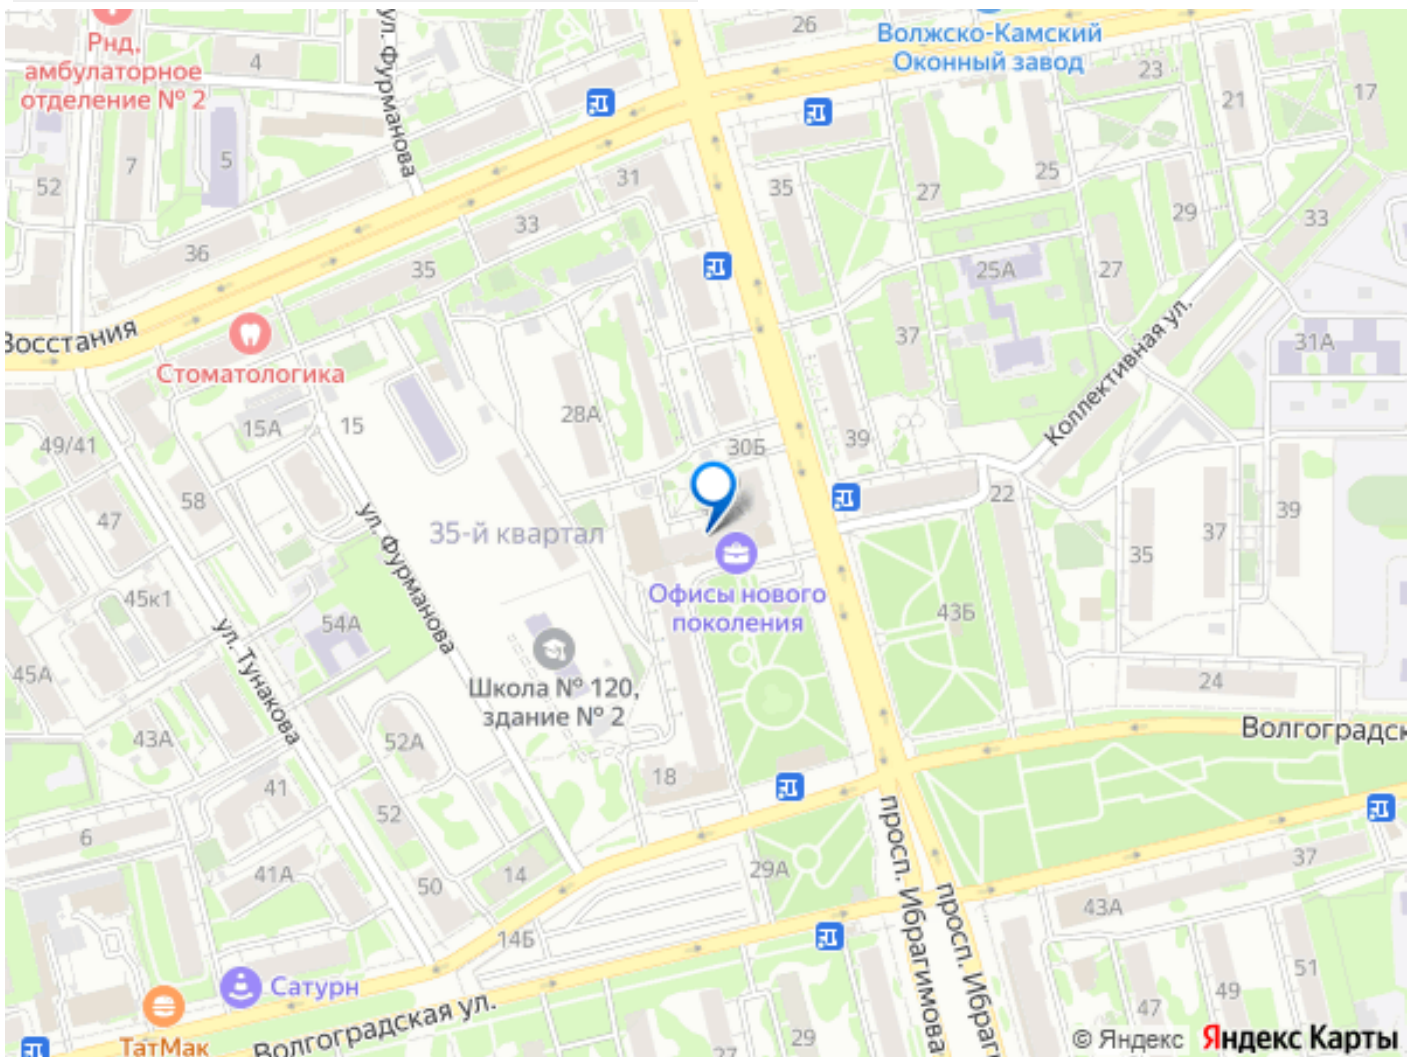 Рнд,
амбулаторное
отделение № 2
4
ул. Фурманова
26
Волжско-Камский
Оконный завод
23
21
17
7
5
52
31
35
27
25
29
33
36
33
35
25А
27
37
31А
Восстания
Стоматологика
Коллективная ул.
49/41
15А
15
28А
30Б
39
58
47
22
39
37
35
35-й квартал
ул. Фурманова
Офисы нового
поколения
45к1
54А
43Б
45А
ул. Тунакова
Школа № 120,
здание № 2
24
43А
52А
18
Волгоградск
41
52
6
41А
50
14
29А
37
43А
просп. Ибрагимова
просп. Ибраги
14Б
Сатурн
51
49
47
29
27
ТатМак
Волгоградская ул.
© Яндекс Яндекс Карты